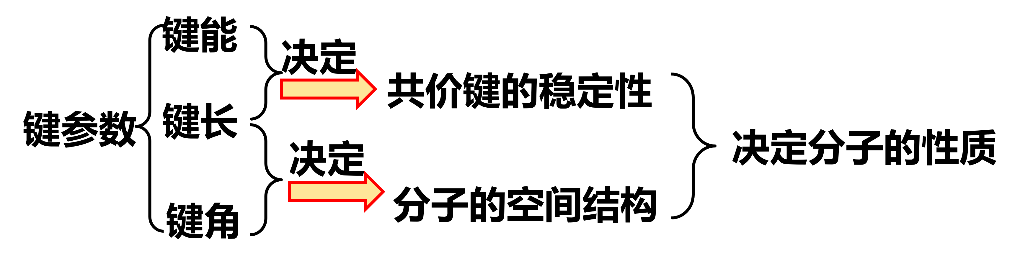 键参数
键能
键长
键角
决定
决定
共价键的稳定性
分子的空间结构
决定分子的性质